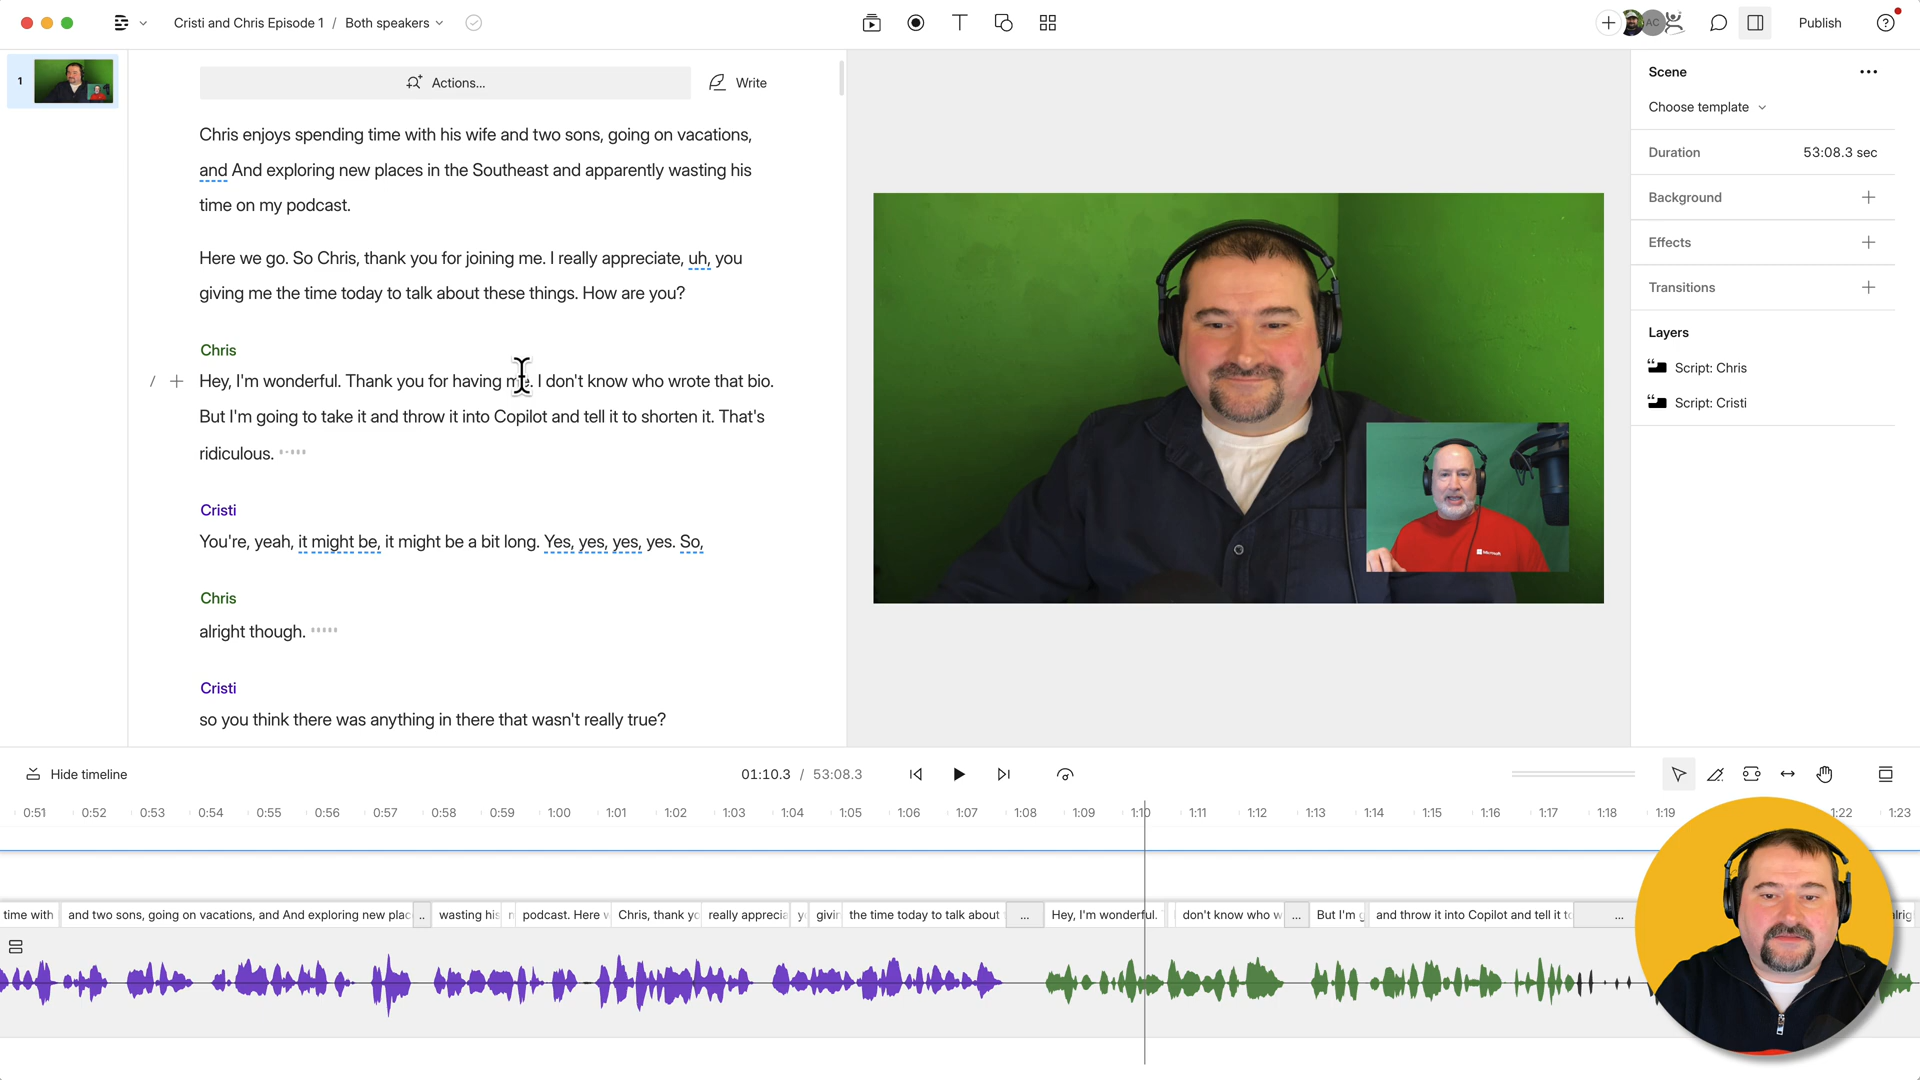 Cristi and Chris Episode 1 / Both speakers
AC
Publish
1
Actions...
Write
Chris enjoys spending time with his wife and two sons, going on vacations,
and And exploring new places in the Southeast and apparently wasting his
time on my podcast.
Here we go. So Chris, thank you for joining me. I really appreciate, uh, you
giving me the time today to talk about these things. How are you?
Chris
/ Hey, I'm wonderful. Thank you for having me. I don't know who wrote that bio.
But I'm going to take it and throw it into Copilot and tell it to shorten it. That's
ridiculous.
Cristi
You're, yeah, it might be, it might be a bit long. Yes, yes, yes, yes. So,
Chris
alright though.
Cristi
so you think there was anything in there that wasn't really true?
Microsoft
Scene
Choose template
Duration 53:08.3 sec
Background
Effects
Transitions
Layers
Script: Chris
Script: Cristi
Hide timeline
01:10.3 / 53:08.3
0:51 0:52 0:53 0:54 0:55 0:56 0:57 0:58 0:59 1:00 1:01 1:02 1:03 1:04 1:05 1:06 1:07 1:08 1:09 1:10 1:11 1:12 1:13 1:14 1:15 1:16 1:17 1:18 1:19 1:22 1:23
time with and two sons, going on vacations, and And exploring new plac .. wasting his podcast. Here Chris, thank yo really apprecia givin the time today to talk about ... Hey, I'm wonderful. don't know who w ... But I'm and throw it into Copilot and tell it to ... alrig